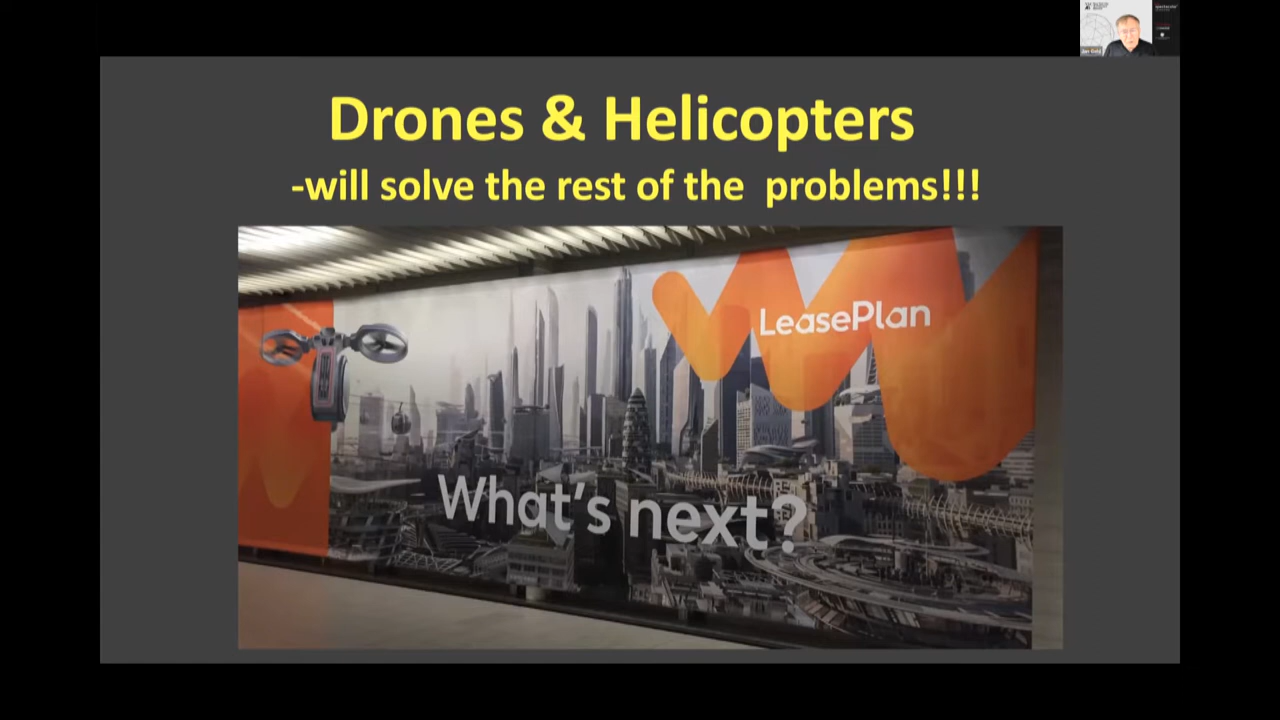 Drones & Helicopters
-will solve the rest of the  problems!!!
LeasePlan
What's next?